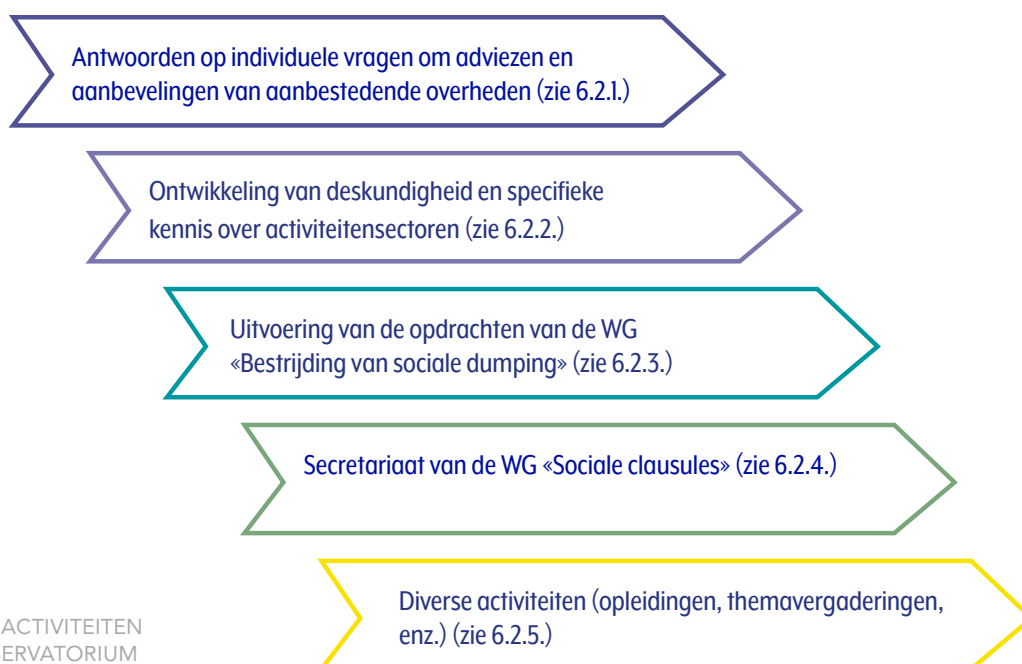 Antwoorden op individuele vragen om adviezen en
aanbevelingen van aanbestedende overheden (zie 6.2.1.)
Ontwikkeling van deskundigheid en specifieke
kennis over activiteitensectoren (zie 6.2.2.)
Uitvoering van de opdrachten van de WG
«Bestrijding van sociale dumping» (zie 6.2.3.)
Secretariaat van de WG «Sociale clausules» (zie 6.2.4.)
Diverse activiteiten (opleidingen, themavergaderingen,
enz.) (zie 6.2.5.)
ACTIVITEITEN
ERVATORIUM